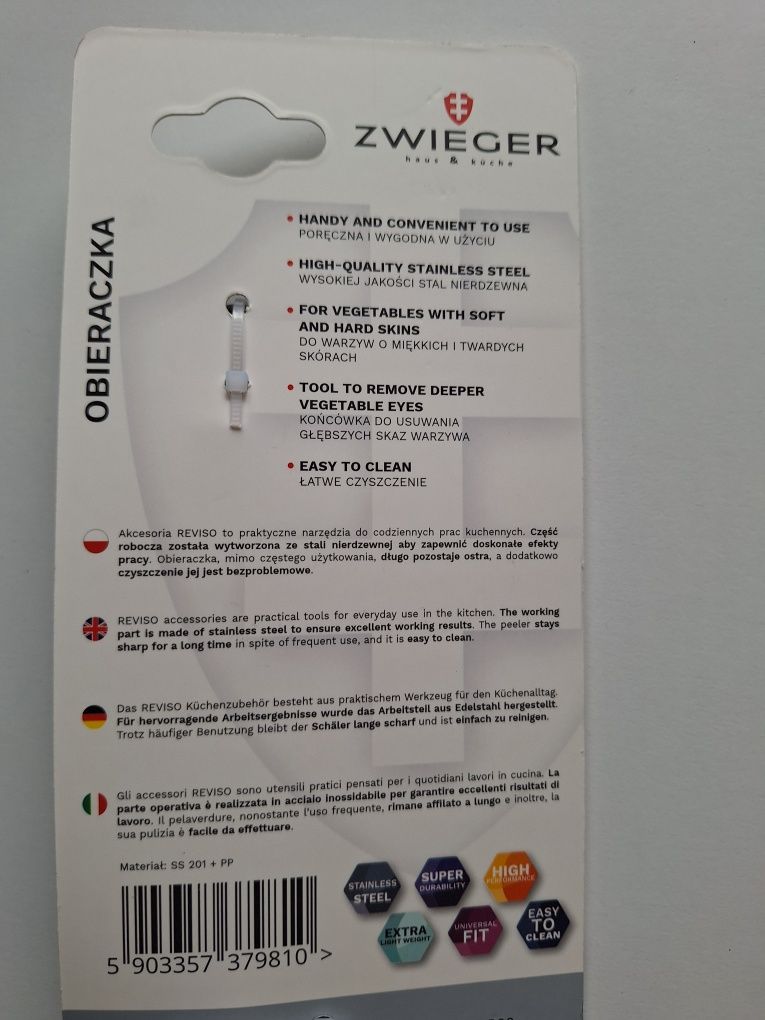 ZWIEGER
haus & küche
OBIERACZKA
• HANDY AND CONVENIENT TO USE
PORĘCZNA I WYGODNA W UŻYCIU
• HIGH-QUALITY STAINLESS STEEL
WYSOKIEJ JAKOŚCI STAL NIERDZEWNA
• FOR VEGETABLES WITH SOFT
AND HARD SKINS
DO WARZYW O MIĘKKICH I TWARDYCH
SKÓRACH
• TOOL TO REMOVE DEEPER
VEGETABLE EYES
KOŃCÓWKA DO USUWANIA
GŁĘBSZYCH SKAZ WARZYWA
• EASY TO CLEAN
ŁATWE CZYSZCZENIE
Akcesoria REVISO to praktyczne narzędzia do codziennych prac kuchennych. Część
robocza została wytworzona ze stali nierdzewnej aby zapewnić doskonałe efekty
pracy. Obieraczka, mimo częstego użytkowania, długo pozostaje ostra, a dodatkowo
czyszczenie jej jest bezproblemowe.
REVISO accessories are practical tools for everyday use in the kitchen. The working
part is made of stainless steel to ensure excellent working results. The peeler stays
sharp for a long time in spite of frequent use, and it is easy to clean.
Das REVISO Küchenzubehör besteht aus praktischem Werkzeug für den Küchenalltag.
Für hervorragende Arbeitsergebnisse wurde das Arbeitsteil aus Edelstahl hergestellt.
Trotz häufiger Benutzung bleibt der Schäler lange scharf und ist einfach zu reinigen.
Gli accessori REVISO sono utensili pratici pensati per i quotidiani lavori in cucina. La
parte operativa è realizzata in acciaio inossidabile per garantire eccellenti risultati di
lavoro. Il pelaverdure, nonostante l'uso frequente, rimane affilato a lungo e inoltre, la
sua pulizia è facile da effettuare.
Materiał: SS 201 + PP
STAINLESS
STEEL
SUPER
DURABILITY
HIGH
PERFORMANCE
EXTRA
LIGHT WEIGHT
UNIVERSAL
FIT
EASY
TO
CLEAN
5 903357 379810 >